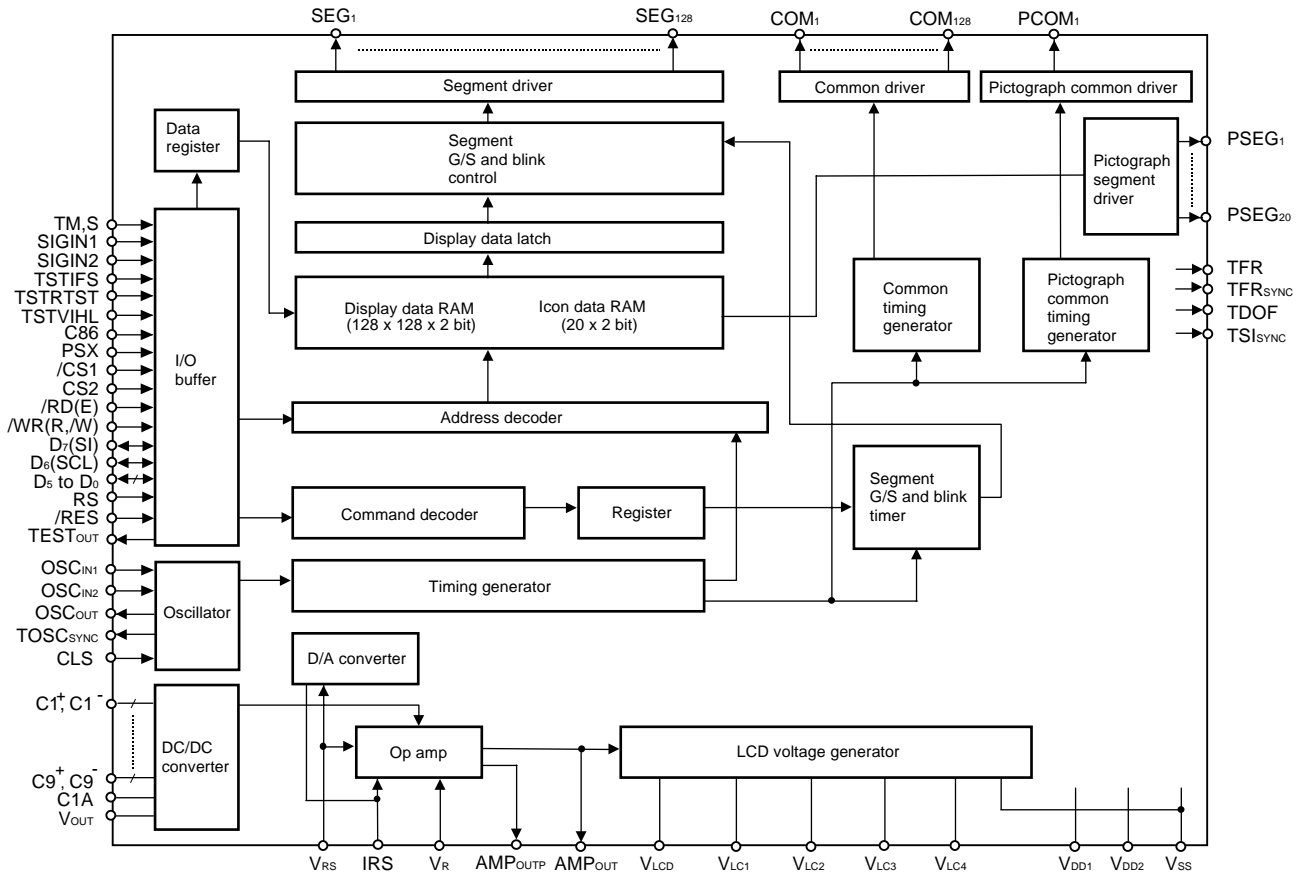 SEG1
SEG128
COM1
COM128
PCOM1
Segment driver
Common driver
Pictograph common driver
Data
register
Segment
G/S and blink
control
Pictograph
segment
driver
PSEG1
PSEG20
Display data latch
Display data RAM
(128 x 128 x 2 bit)
Icon data RAM
(20 x 2 bit)
Common
timing
generator
Pictograph
common
timing
generator
TFR
TFRSYNC
TDOF
TSISYNC
TM,S
SIGIN1
SIGIN2
TSTIFS
TSTRTST
TSTVIHL
C86
PSX
/CS1
CS2
/RD(E)
/WR(R,/W)
D7(SI)
D6(SCL)
D5 to D0
RS
/RES
TESTOUT
I/O
buffer
Address decoder
Command decoder
Register
Segment
G/S and blink
timer
OSCIN1
OSCIN2
OSCOUT
TOSCSYNC
CLS
Oscillator
Timing generator
D/A converter
C1+, C1-
C9+, C9-
C1A
VOUT
DC/DC
converter
Op amp
LCD voltage generator
VRS
IRS
VR
AMPOUTP
AMPOUT
VLCD
VLC1
VLC2
VLC3
VLC4
VDD1
VDD2
VSS